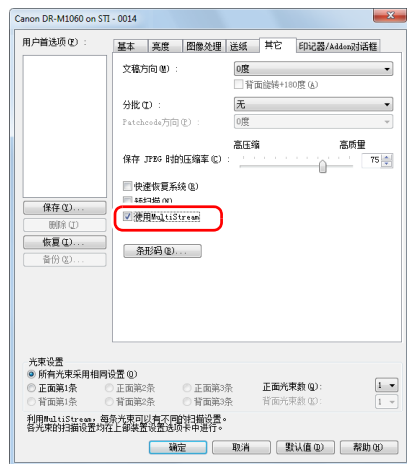 Canon DR-M1060 on STI - 0014
用户首选项(F) :
基本 亮度 图像处理 送纸 其它 印记器/Addon对话框
文稿方向(W) : 0度
背面旋转+180度(A)
分批(T) : 无
Patchcode方向(P) : 0度
高压缩 高质量
保存 JPEG 时的压缩率(C) : 75
快速恢复系统(R)
预扫描(N)
使用MultiStream
条形码(B)...
保存(V)...
删除(T)
恢复(I)...
备份(X)...
光束设置
所有光束采用相同设置(O)
正面第1条 正面第2条 正面第3条 正面光束数(Q): 1
背面第1条 背面第2条 背面第3条 背面光束数(Q): 1
利用MultiStream，每条光束可以有不同的扫描设置。
各光束的扫描设置均在上部装置设置选项卡中进行。
确定 取消 默认值(D) 帮助(H)